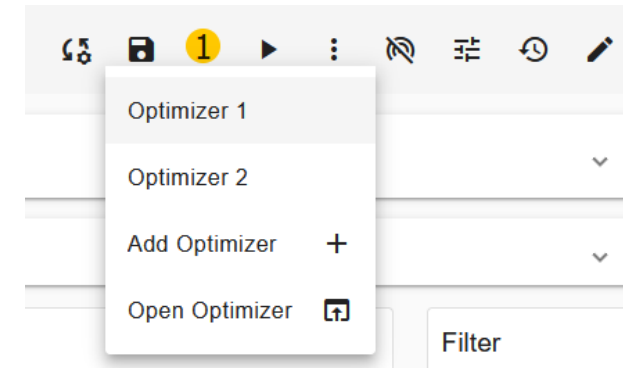 1
Optimizer 1
Optimizer 2
Add Optimizer
Open Optimizer
Filter